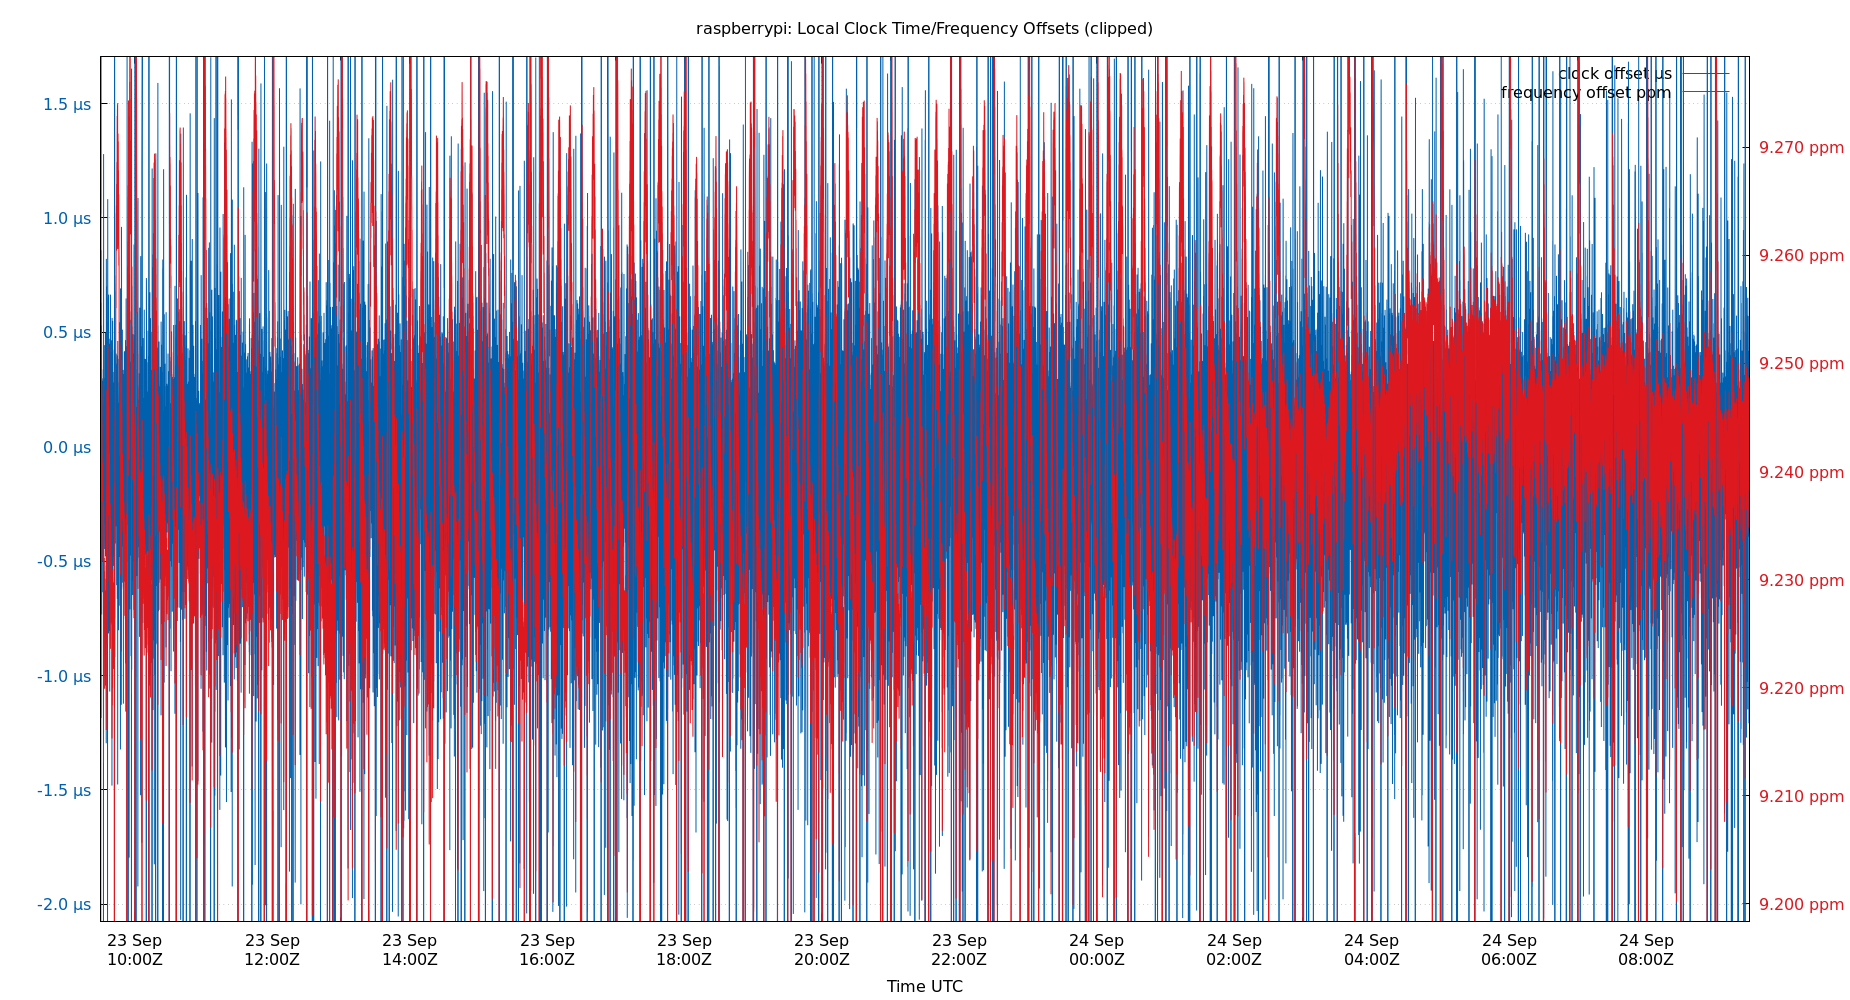 raspberrypi: Local Clock Time/Frequency Offsets (clipped)
clock offset µs
frequency offset ppm
1.5 µs
1.0 µs
0.5 µs
0.0 µs
-0.5 µs
-1.0 µs
-1.5 µs
-2.0 µs
9.270 ppm
9.260 ppm
9.250 ppm
9.240 ppm
9.230 ppm
9.220 ppm
9.210 ppm
9.200 ppm
23 Sep 23 Sep 23 Sep 23 Sep 23 Sep 23 Sep 23 Sep 24 Sep 24 Sep 24 Sep 24 Sep 24 Sep
10:00Z 12:00Z 14:00Z 16:00Z 18:00Z 20:00Z 22:00Z 00:00Z 02:00Z 04:00Z 06:00Z 08:00Z
Time UTC